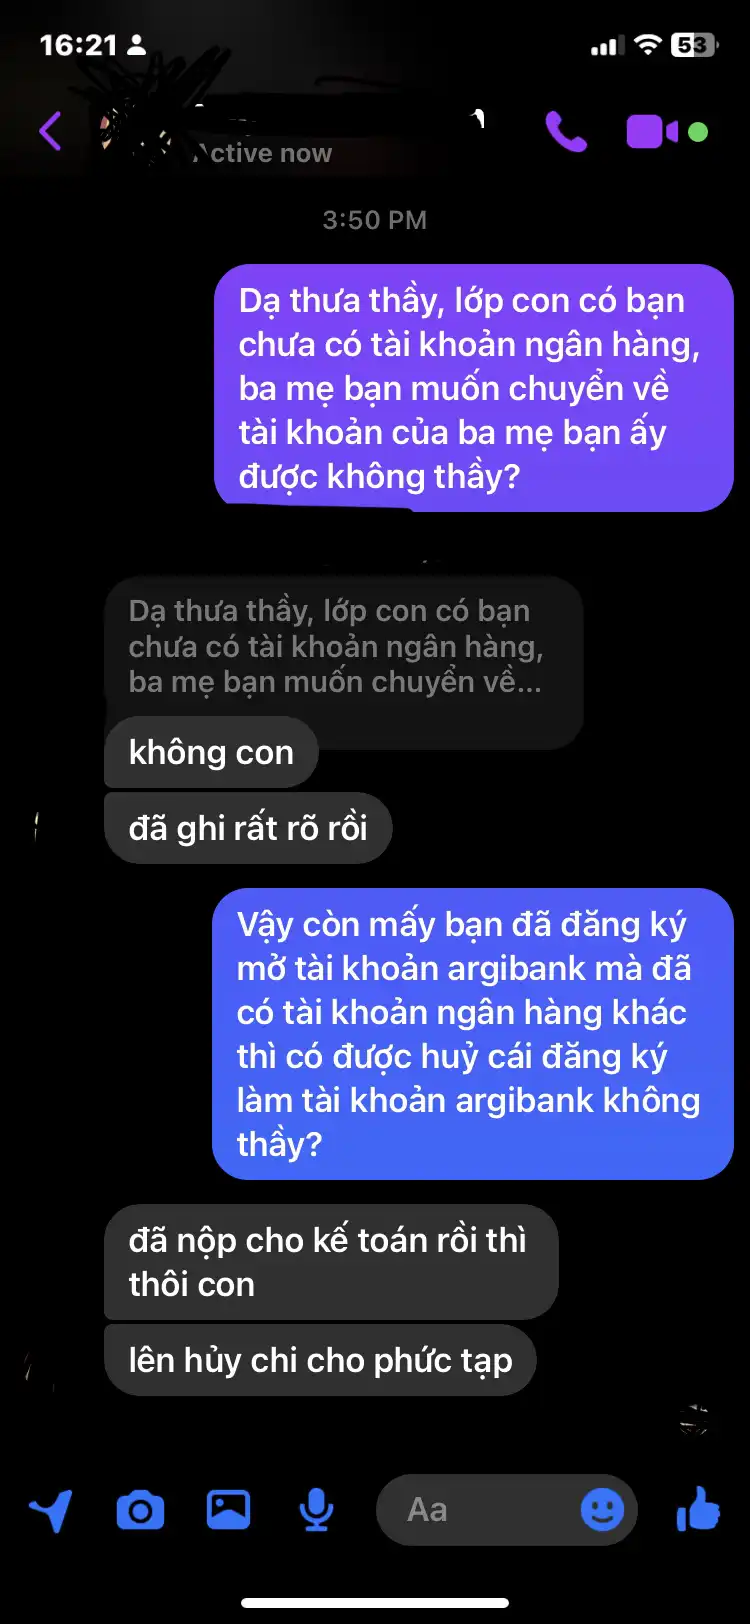 16:21
53
Active now
3:50 PM
Dạ thưa thầy, lớp con có bạn
chưa có tài khoản ngân hàng,
ba mẹ bạn muốn chuyển về
tài khoản của ba mẹ bạn ấy
được không thầy?
Dạ thưa thầy, lớp con có bạn
chưa có tài khoản ngân hàng,
ba mẹ bạn muốn chuyển về...
không con
đã ghi rất rõ rồi
Vậy còn mấy bạn đã đăng ký
mở tài khoản argibank mà đã
có tài khoản ngân hàng khác
thì có được huỷ cái đăng ký
làm tài khoản argibank không
thầy?
đã nộp cho kế toán rồi thì
thôi con
lên hủy chi cho phức tạp
Aa